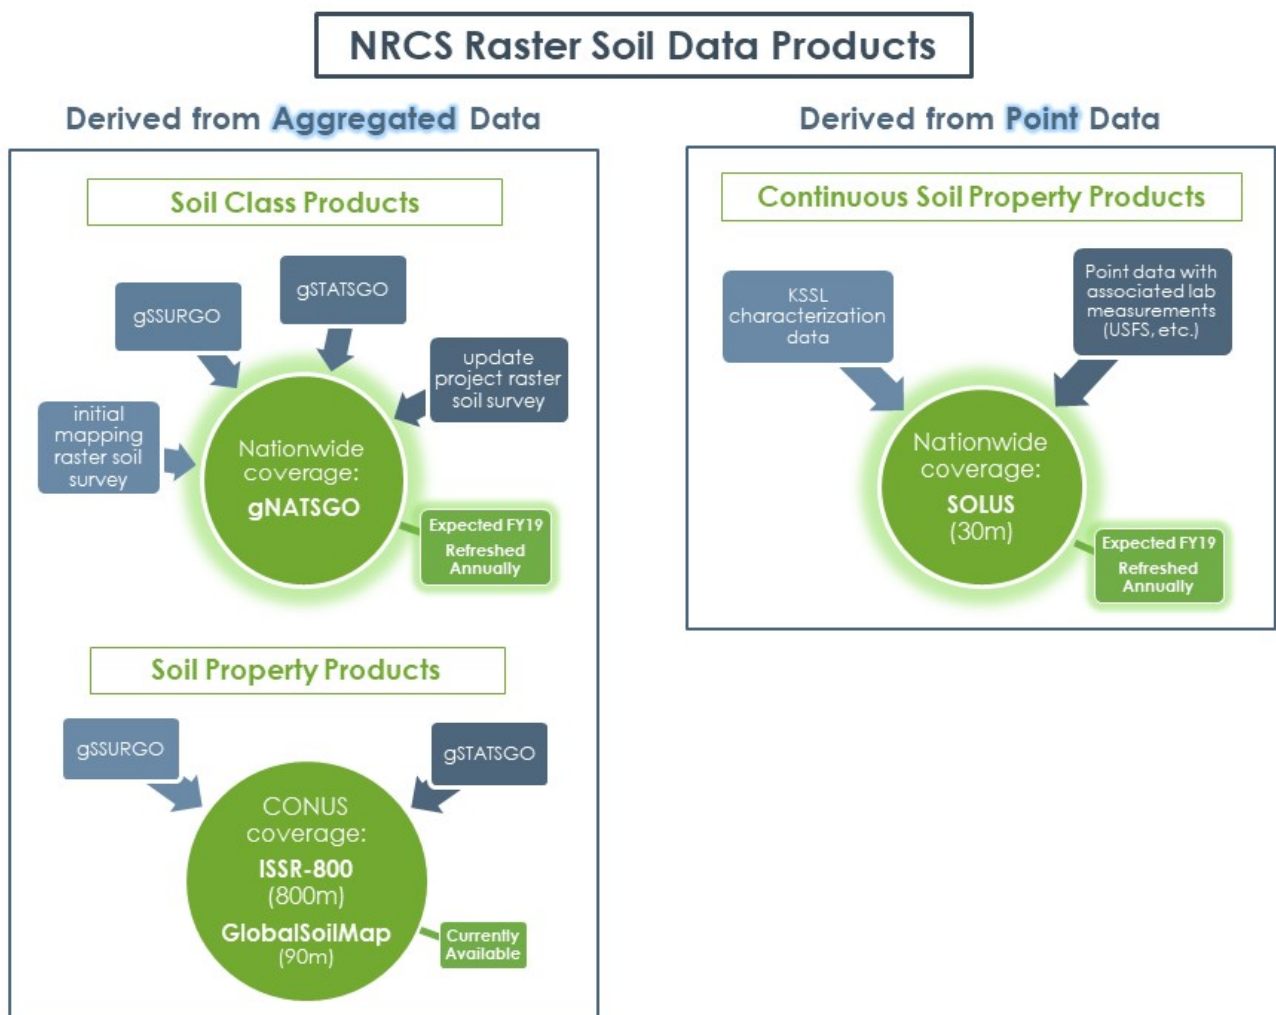 NRCS Raster Soil Data Products
Derived from Aggregated Data
Soil Class Products
gSTATSGO
gSSURGO
update
project raster
soil survey
initial
mapping
raster soil
survey
Nationwide
coverage:
gNATSGO
Expected FY19
Refreshed
Annually
Soil Property Products
gSSURGO
gSTATSGO
CONUS
coverage:
ISSR-800
(800m)
GlobalSoilMap
(90m)
Currently
Available
Derived from Point Data
Continuous Soil Property Products
KSSL
characterization
data
Point data with
associated lab
measurements
(USFS, etc.)
Nationwide
coverage:
SOLUS
(30m)
Expected FY19
Refreshed
Annually